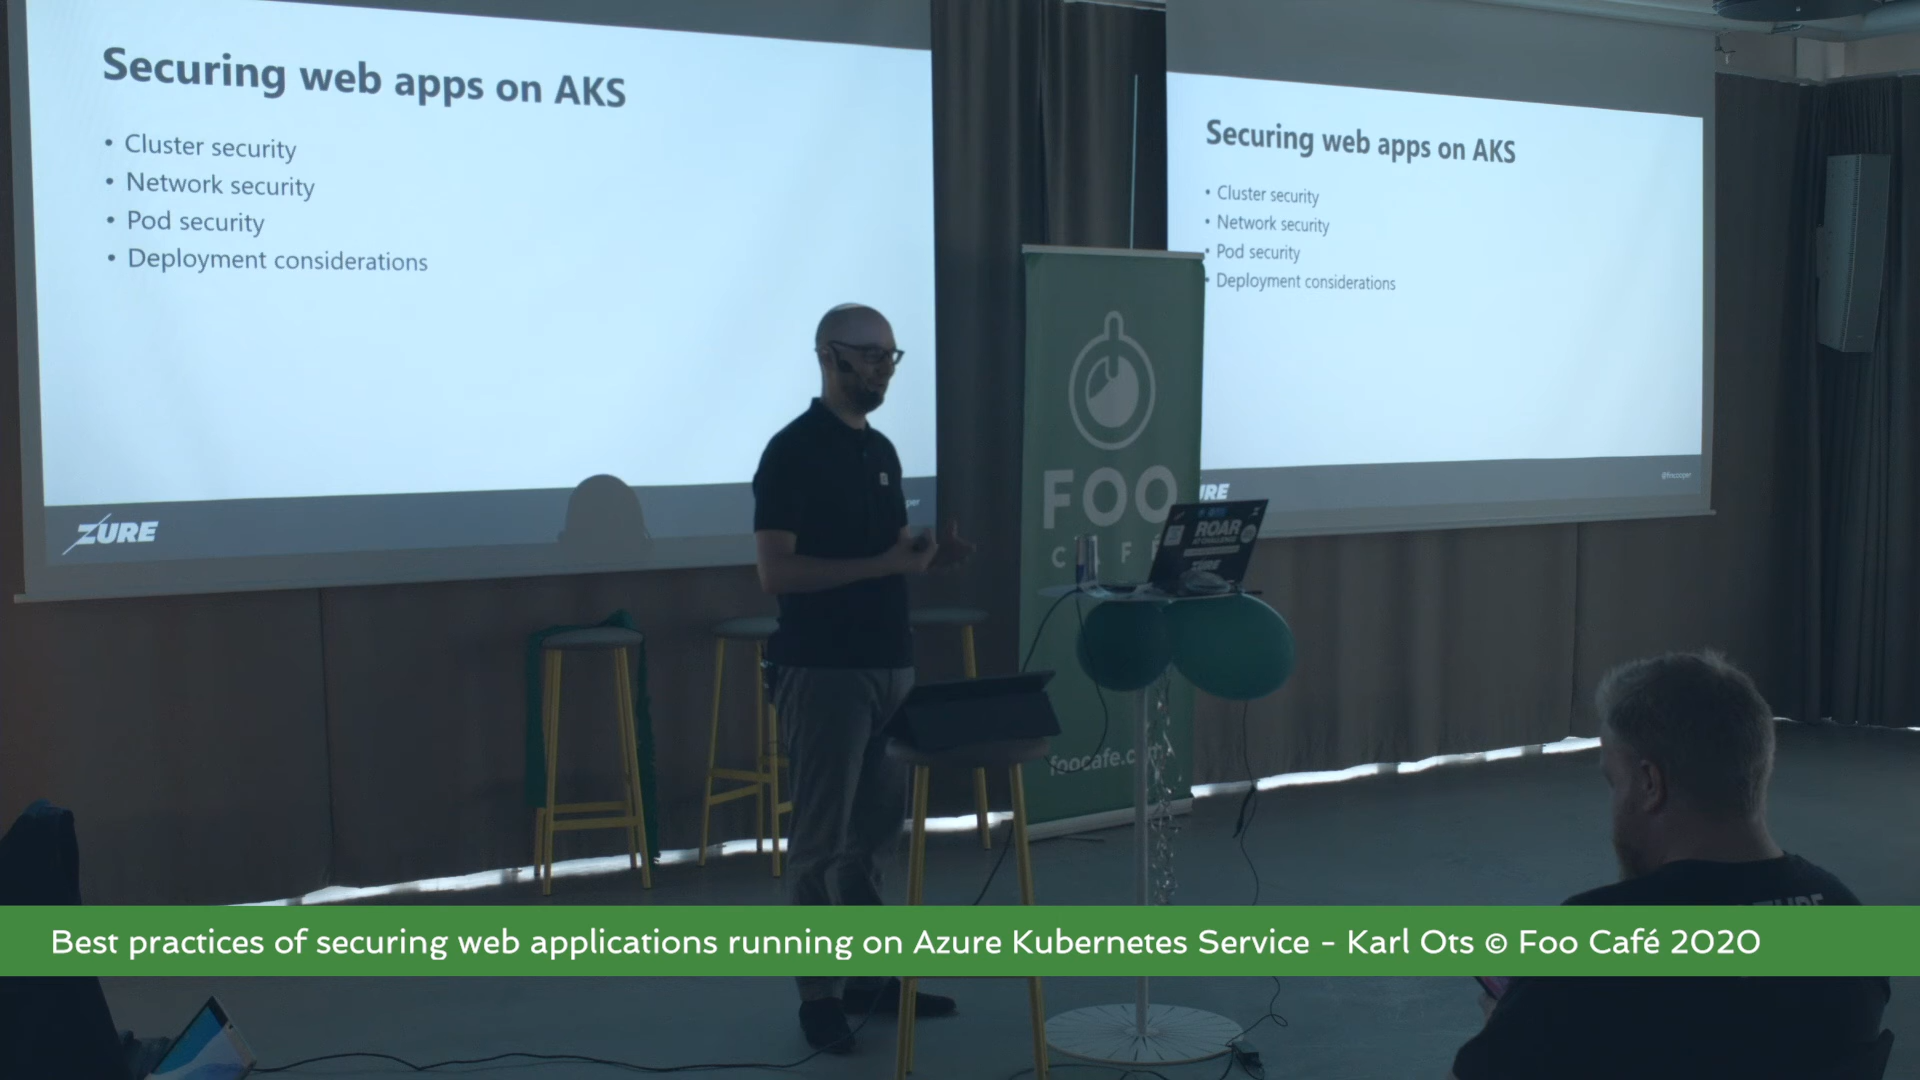 Securing web apps on AKS
• Cluster security
• Network security
• Pod security
• Deployment considerations
ZURE
Securing web apps on AKS
• Cluster security
• Network security
• Pod security
• Deployment considerations
URE
FOO
ROAR
ZURE
Best practices of securing web applications running on Azure Kubernetes Service - Karl Ots © Foo Café 2020